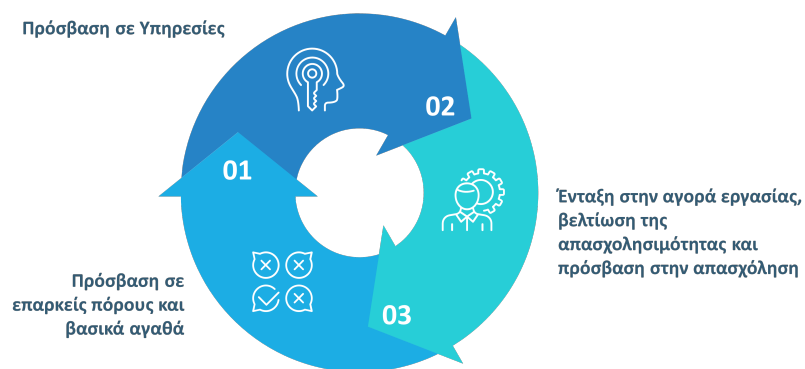 Πρόσβαση σε Υπηρεσίες
02
01
Ένταξη στην αγορά εργασίας,
βελτίωση της
απασχολησιμότητας και
πρόσβαση στην απασχόληση
Πρόσβαση σε
επαρκείς πόρους και
βασικά αγαθά
03